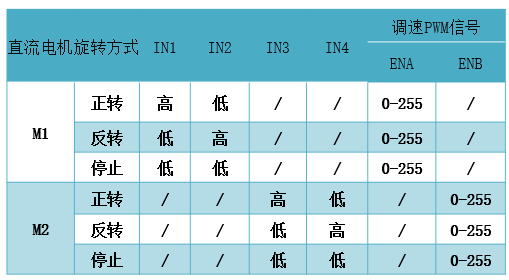 直流电机 旋转方式 IN1 IN2 IN3 IN4 调速PWM信号
ENA ENB
M1 正转 高 低 / / 0-255 /
反转 低 高 / / 0-255 /
停止 低 低 / / 0-255 /
M2 正转 / / 高 低 / 0-255
反转 / / 低 高 / 0-255
停止 / / 低 低 / 0-255